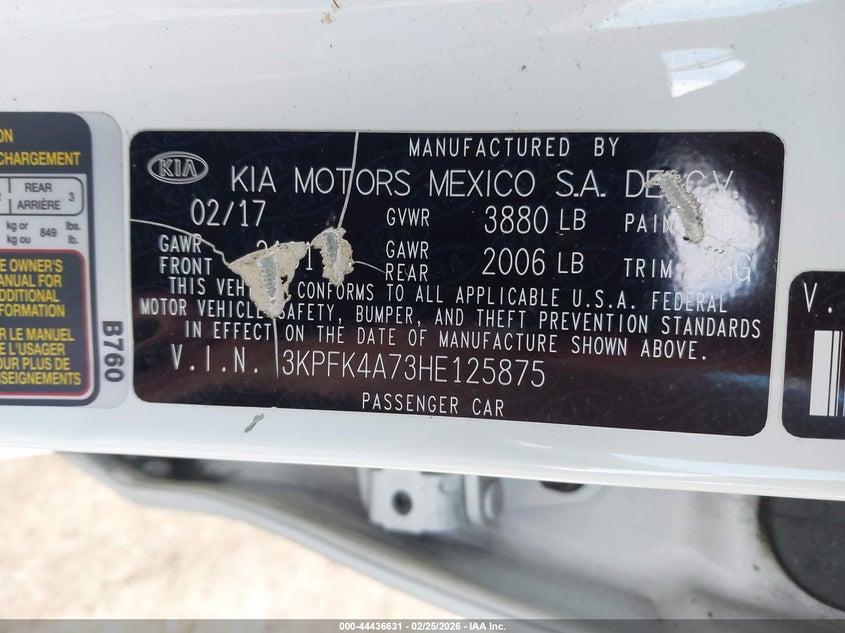 ON
CHARGEMENT
REAR
ARRIÈRE
3
kg or
kg ou
849
lbs.
lb.
E OWNER'S
MANUAL FOR
ADDITIONAL
FORMATION
R LE MANUEL
E L'USAGER
OUR PLUS DE
SEIGNEMENTS
B760
MANUFACTURED BY
KIA
KIA MOTORS MEXICO S.A. DE C.V.
02/17 GVWR 3880 LB
GAWR FRONT
GAWR REAR 2006 LB TRIM
THIS VEH CONFORMS TO ALL APPLICABLE U.S.A. FEDERAL
MOTOR VEHICLE SAFETY, BUMPER, AND THEFT PREVENTION STANDARDS
IN EFFECT ON THE DATE OF MANUFACTURE SHOWN ABOVE.
V.I.N. 3KPFK4A73HE125875
PASSENGER CAR
V.
000-44436631 - 02/25/2026 - IAA Inc.